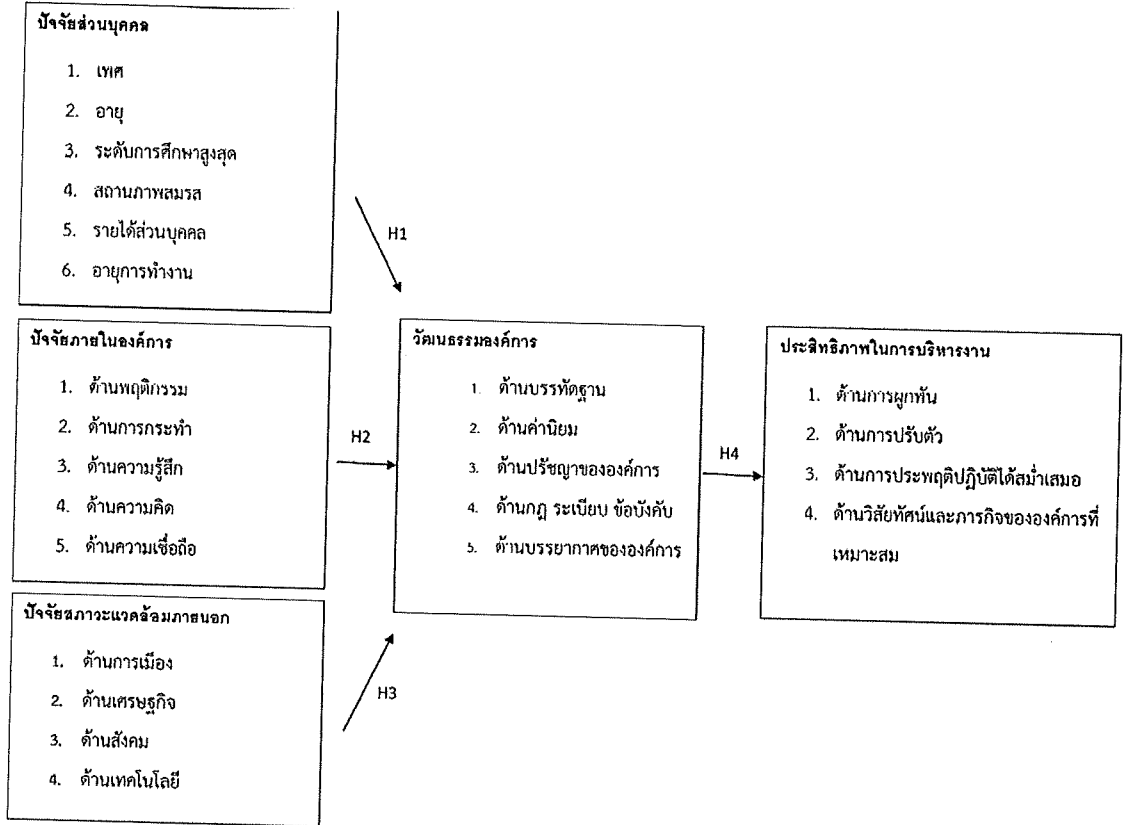 ปัจจัยส่วนบุคคล
1. เพศ
2. อายุ
3. ระดับการศึกษาสูงสุด
4. สถานภาพสมรส
5. รายได้ส่วนบุคคล
6. อายุการทำงาน
H1
ปัจจัยภายในองค์การ
1. ด้านพฤติกรรม
2. ด้านการกระทำ
3. ด้านความรู้สึก
4. ด้านความคิด
5. ด้านความเชื่อถือ
H2
ปัจจัยสภาวะแวดล้อมภายนอก
1. ด้านการเมือง
2. ด้านเศรษฐกิจ
3. ด้านสังคม
4. ด้านเทคโนโลยี
H3
วัฒนธรรมองค์การ
1. ด้านบรรทัดฐาน
2. ด้านค่านิยม
3. ด้านปรัชญาขององค์การ
4. ด้านกฎ ระเบียบ ข้อบังคับ
5. ด้านบรรยากาศขององค์การ
H4
ประสิทธิภาพในการบริหารงาน
1. ด้านการผูกพัน
2. ด้านการปรับตัว
3. ด้านการประพฤติปฏิบัติได้สม่ำเสมอ
4. ด้านวิสัยทัศน์และภารกิจขององค์การที่
เหมาะสม